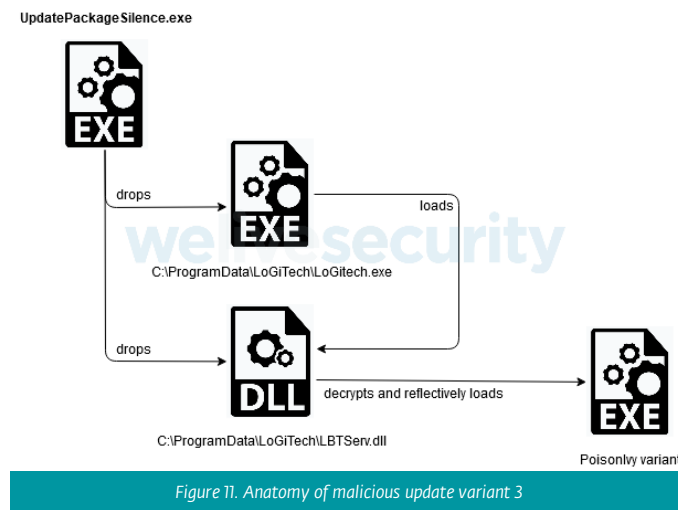 UpdatePackageSilence.exe
EXE
drops
EXE
loads
welivesecurity
C:\ProgramData\LoGiTech\LoGitech.exe
drops
DLL
decrypts and reflectively loads
EXE
C:\ProgramData\LoGiTech\LBTServ.dll
PoisonIvy variant
Figure 11. Anatomy of malicious update variant 3